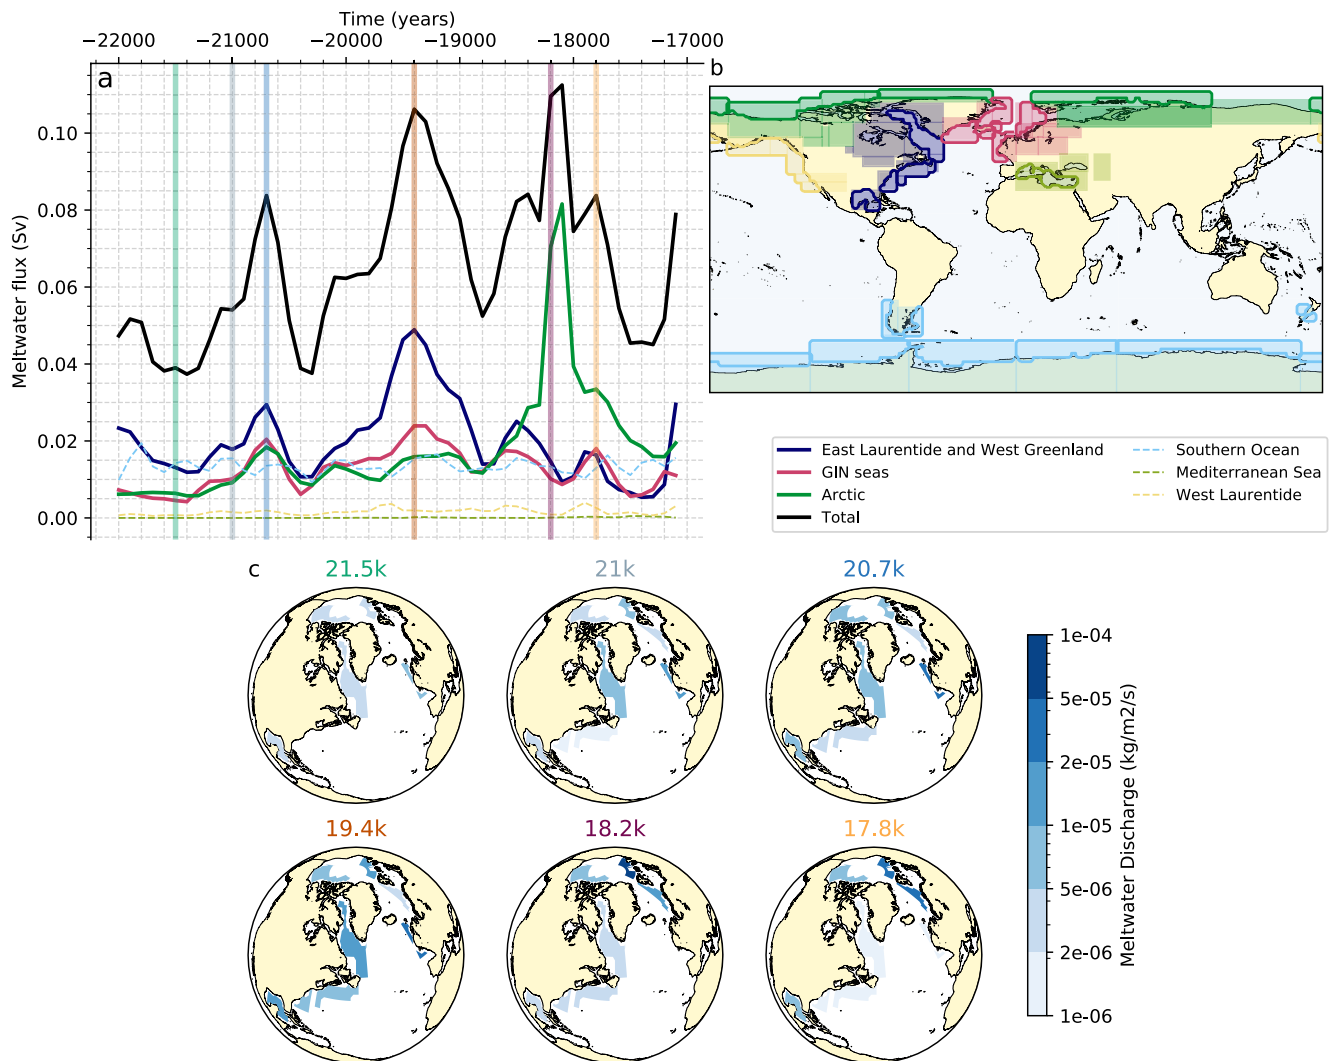 Time (years)
−22000 −21000 −20000 −19000 −18000 −17000
a
b
Meltwater flux (Sv)
0.10
0.08
0.06
0.04
0.02
0.00
East Laurentide and West Greenland
GIN seas
Arctic
Total
Southern Ocean
Mediterranean Sea
West Laurentide
c
21.5k 21k 20.7k
19.4k 18.2k 17.8k
1e-04
5e-05
2e-05
1e-05
5e-06
2e-06
1e-06
Meltwater Discharge (kg/m2/s)